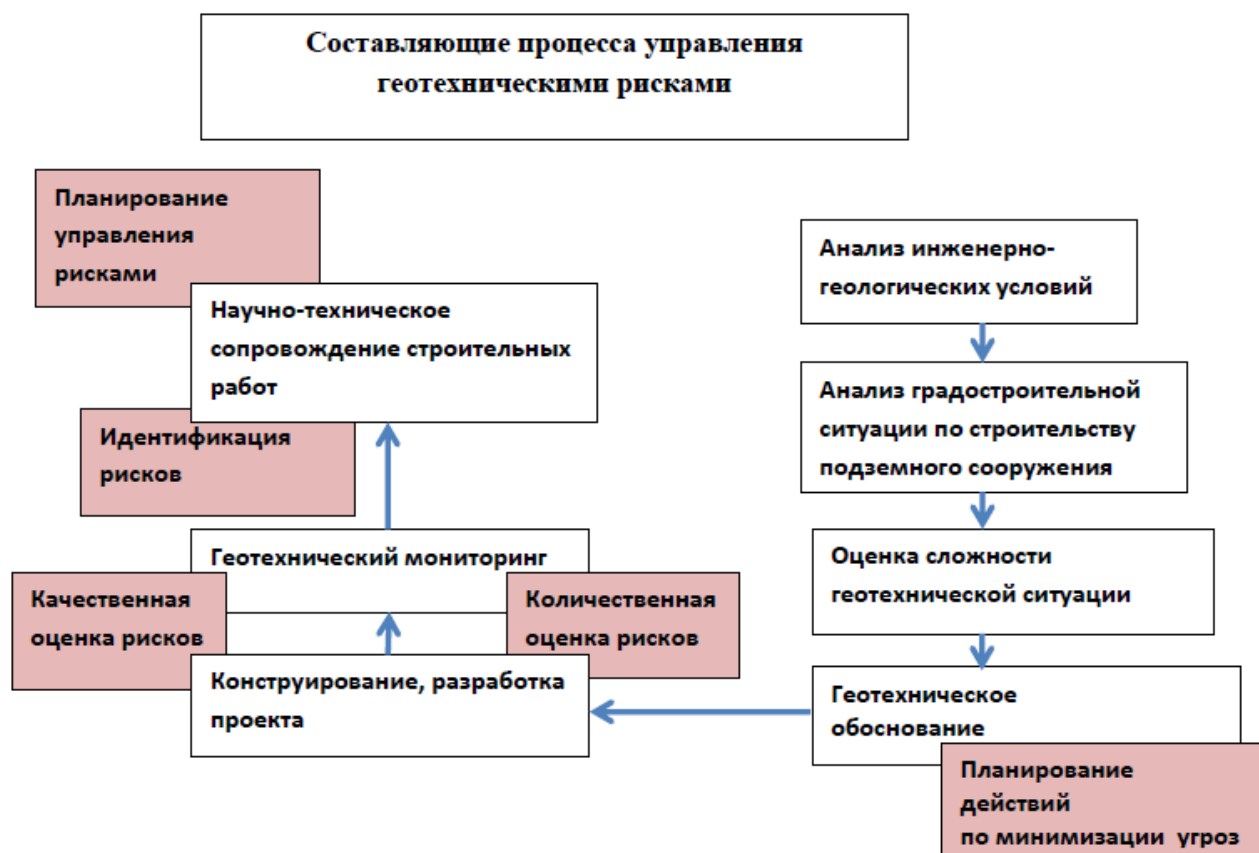 Составляющие процесса управления
геотехническими рисками
Планирование
управления
рисками
Научно-техническое
сопровождение строительных
работ
Идентификация
рисков
Геотехнический мониторинг
Качественная
оценка рисков
Количественная
оценка рисков
Конструирование, разработка
проекта
Анализ инженерно-
геологических условий
Анализ градостроительной
ситуации по строительству
подземного сооружения
Оценка сложности
геотехнической ситуации
Геотехническое
обоснование
Планирование
действий
по минимизации угроз